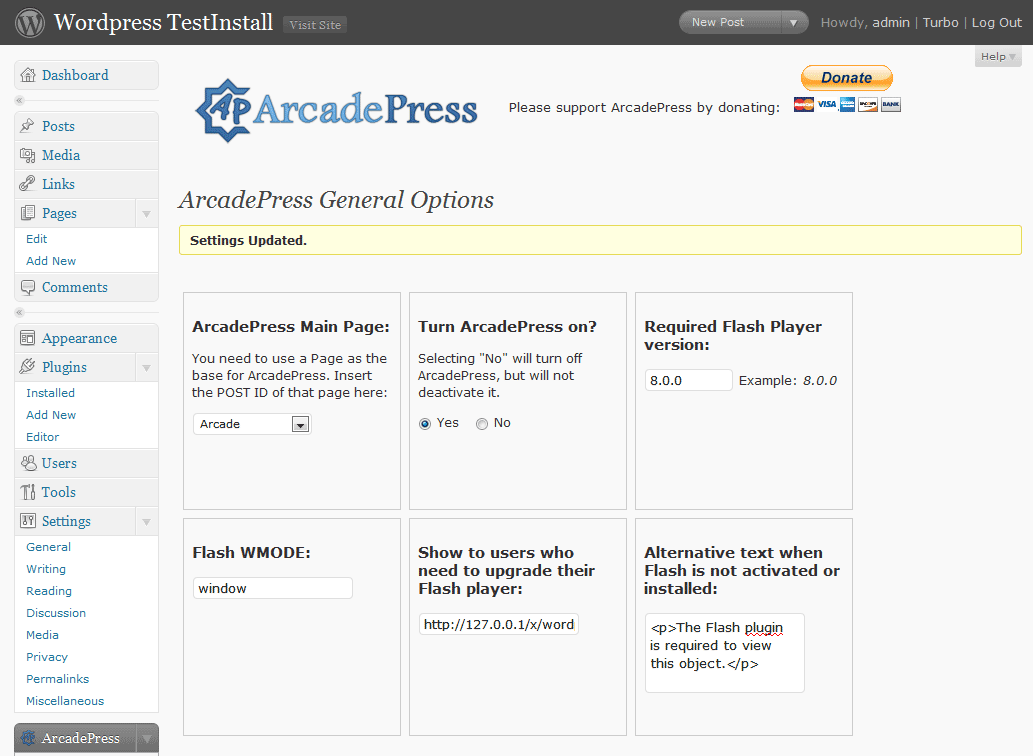 Wordpress TestInstall
Visit Site
New Post
Howdy, admin | Turbo | Log Out
Help
Dashboard
Posts
Media
Links
Pages
Edit
Add New
Comments
Appearance
Plugins
Installed
Add New
Editor
Users
Tools
Settings
General
Writing
Reading
Discussion
Media
Privacy
Permalinks
Miscellaneous
ArcadePress
AP ArcadePress
Please support ArcadePress by donating:
Donate
MasterCard VISA DISCOVER BANK
ArcadePress General Options
Settings Updated.
ArcadePress Main Page:
You need to use a Page as the
base for ArcadePress. Insert
the POST ID of that page here:
Arcade
Turn ArcadePress on?
Selecting "No" will turn off
ArcadePress, but will not
deactivate it.
Yes No
Required Flash Player
version:
8.0.0 Example: 8.0.0
Flash WMODE:
window
Show to users who
need to upgrade their
Flash player:
http://127.0.0.1/x/word
Alternative text when
Flash is not activated or
installed:
<p>The Flash plugin
is required to view
this object.</p>